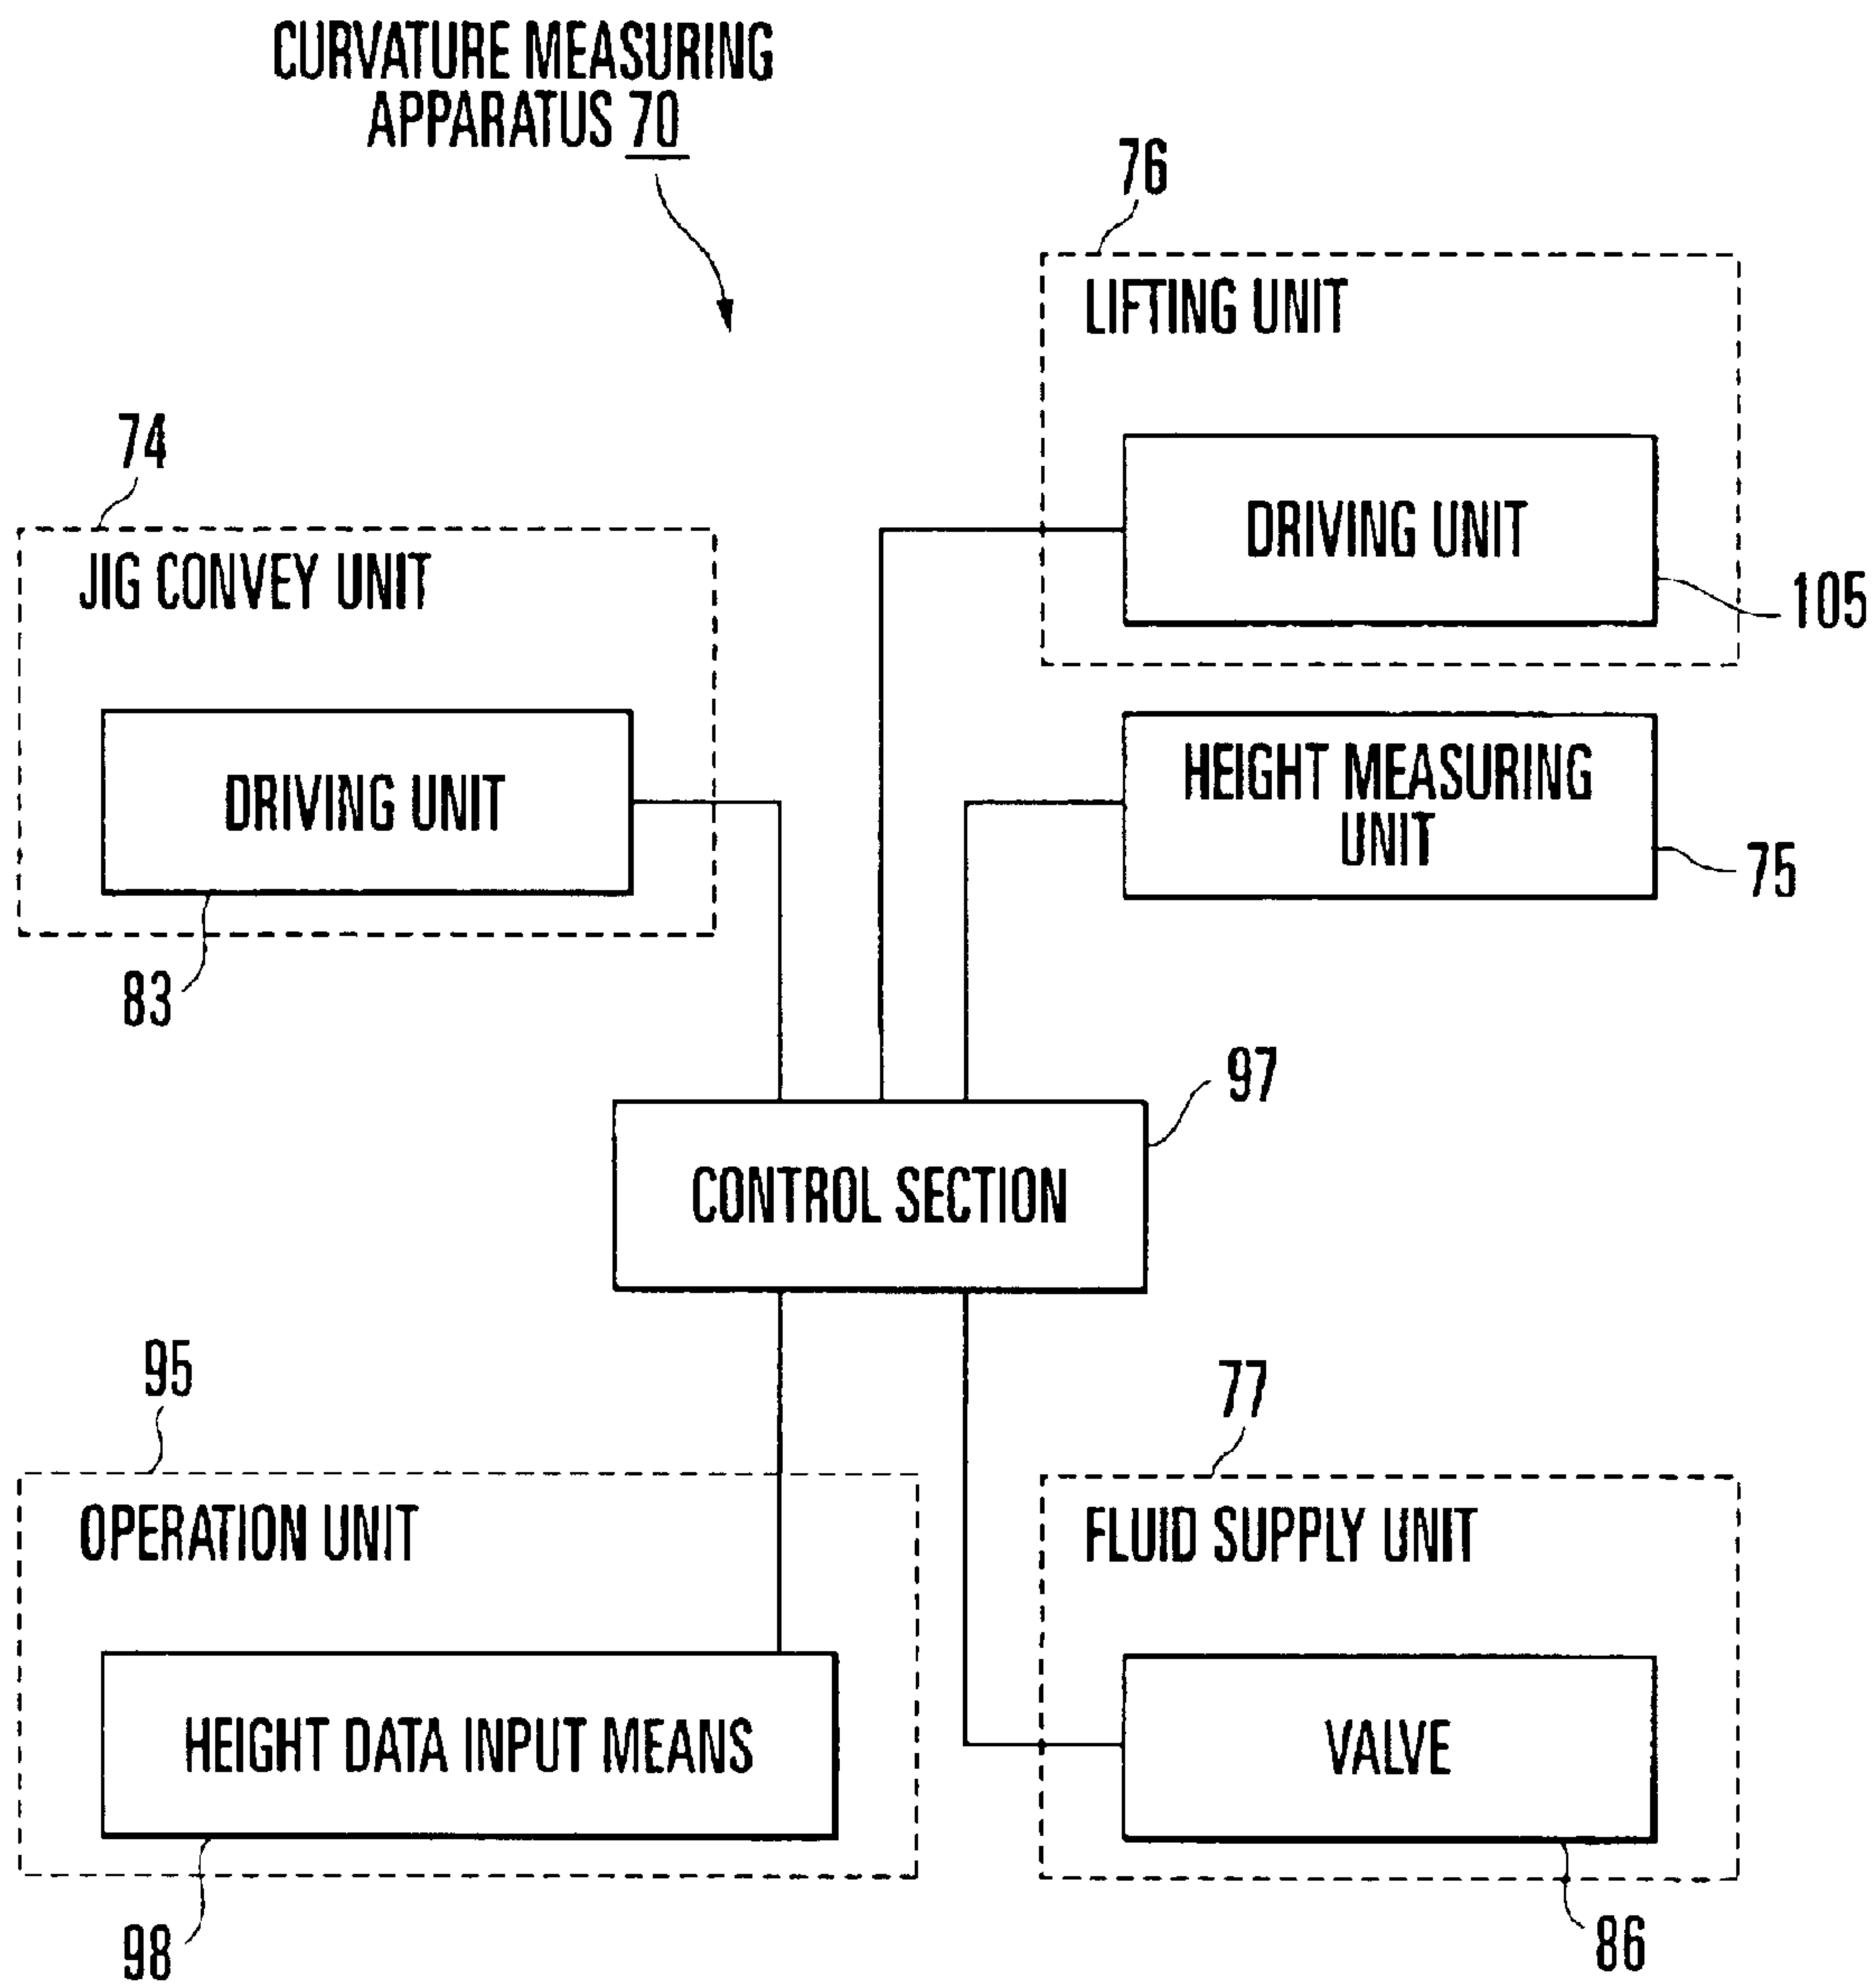 CURVATURE MEASURING
APPARATUS 70
76
LIFTING UNIT
74
JIG CONVEY UNIT
DRIVING UNIT
105
DRIVING UNIT
HEIGHT MEASURING
UNIT
75
83
97
CONTROL SECTION
95
77
OPERATION UNIT
FLUID SUPPLY UNIT
HEIGHT DATA INPUT MEANS
VALVE
98
86